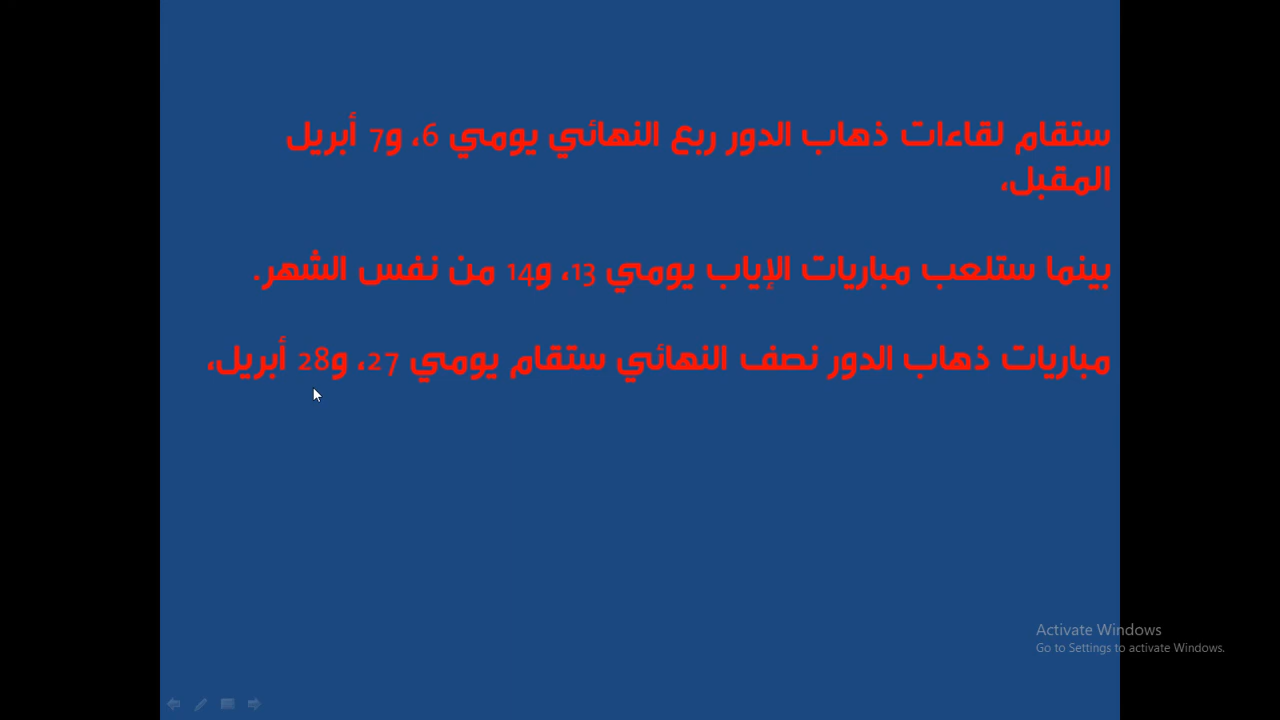 ستقام لقاءات ذهاب الدور ربع النهائي يومي 6، و7 أبريل
المقبل،
بينما ستلعب مباريات الإياب يومي 13، و14 من نفس الشهر.
مباريات ذهاب الدور نصف النهائي ستقام يومي 27، و28 أبريل،
Activate Windows
Go to Settings to activate Windows.